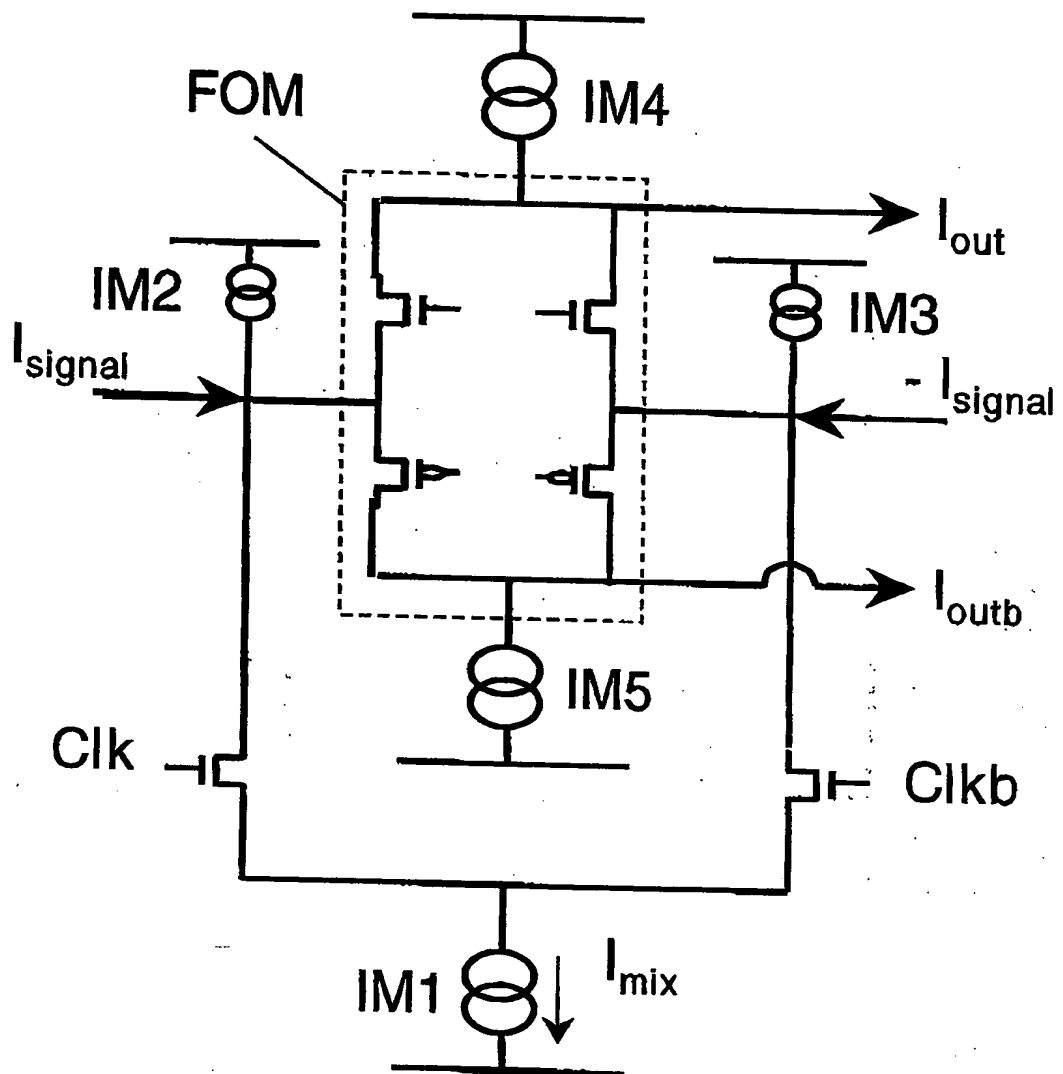 FOM
IM4
I_out
IM2
IM3
I_signal
- I_signal
I_outb
IM5
Clk
Clkb
IM1
I_mix